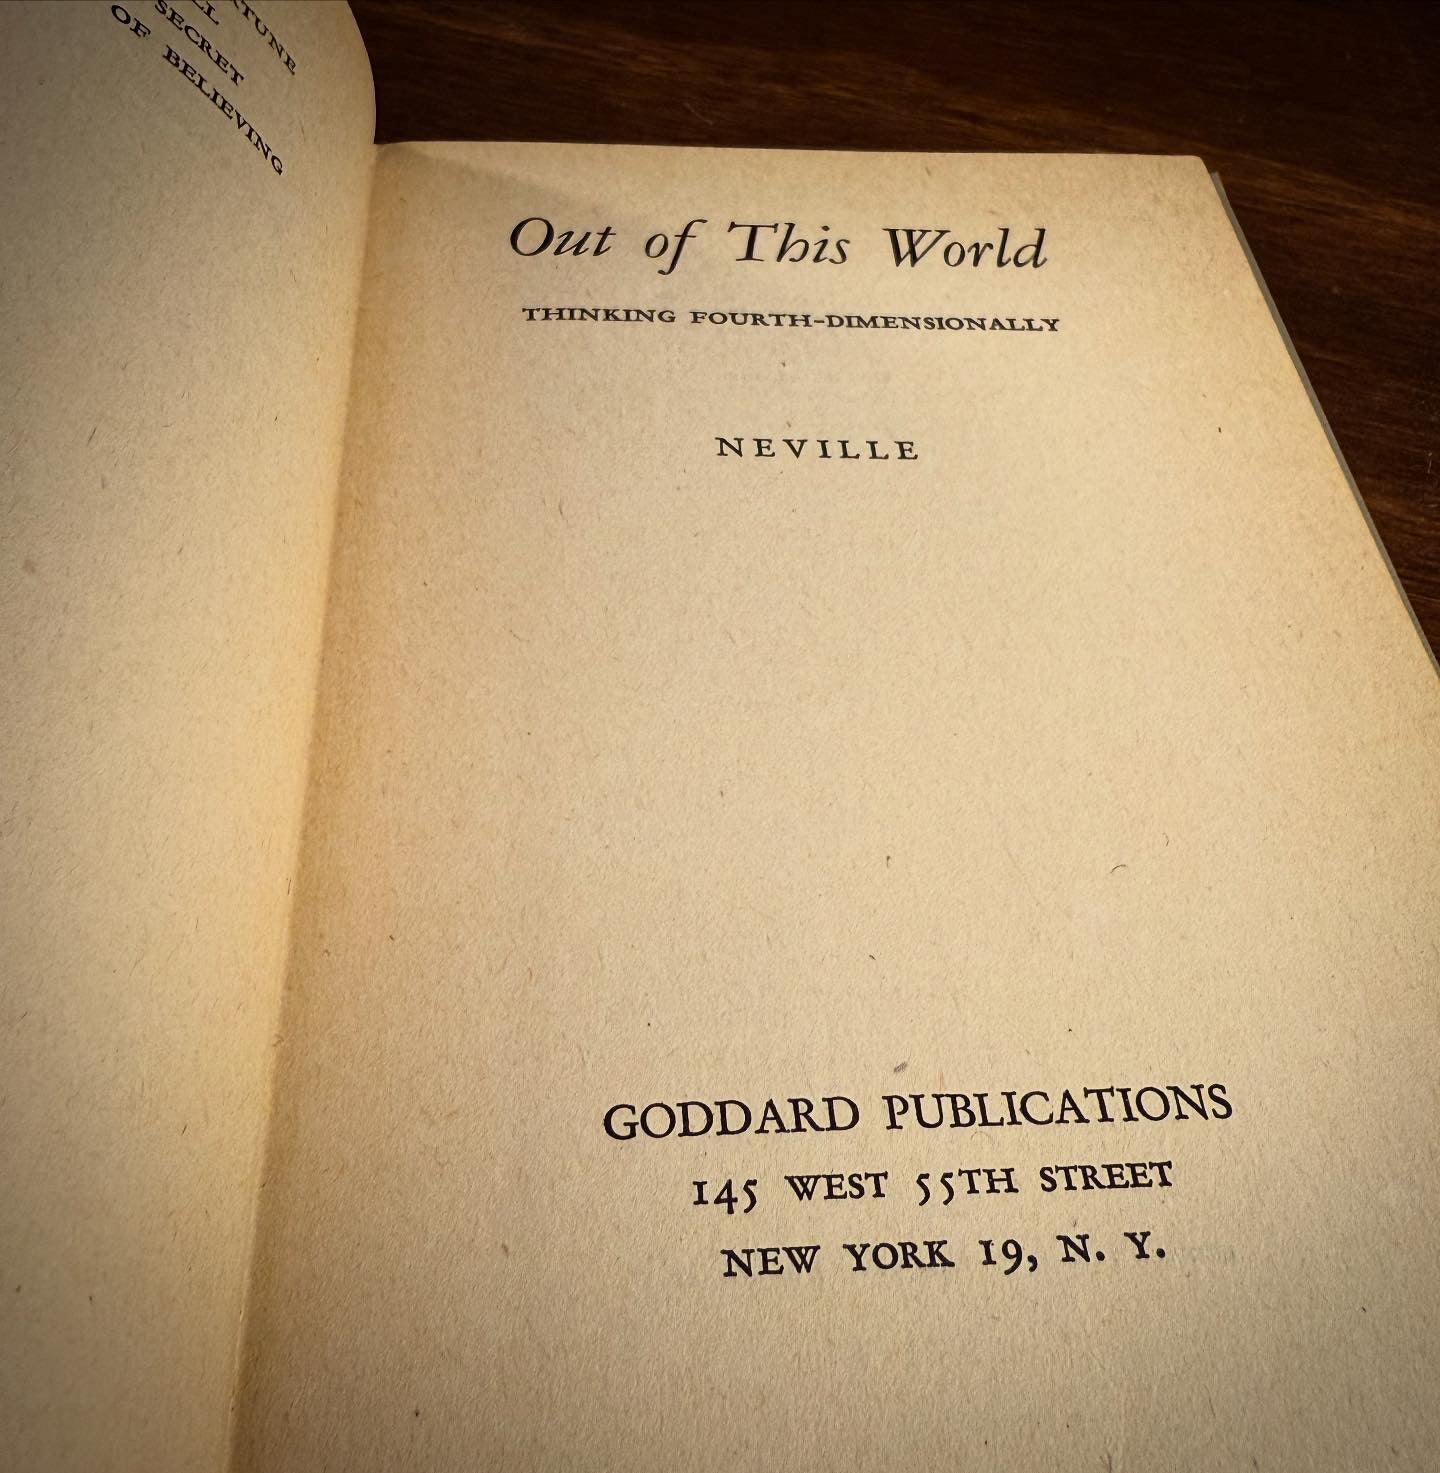 SECRET
OF BELIEVING
Out of This World
THINKING FOURTH-DIMENSIONALLY
NEVILLE
GODDARD PUBLICATIONS
145 WEST 55TH STREET
NEW YORK 19, N. Y.